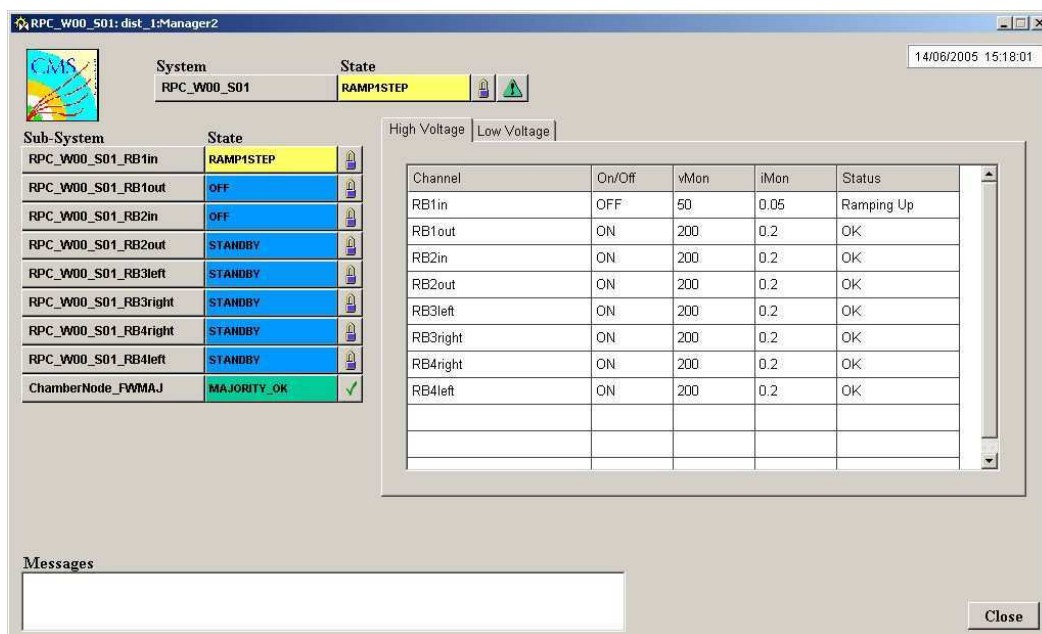 RPC_W00_S01: dist_1:Manager2
14/06/2005 15:18:01
CMS
System State
RPC_W00_S01 RAMP1STEP
Sub-System State
RPC_W00_S01_RB1in RAMP1STEP
RPC_W00_S01_RB1out OFF
RPC_W00_S01_RB2in OFF
RPC_W00_S01_RB2out STANDBY
RPC_W00_S01_RB3left STANDBY
RPC_W00_S01_RB3right STANDBY
RPC_W00_S01_RB4right STANDBY
RPC_W00_S01_RB4left STANDBY
ChamberNode_FWMAJ MAJORITY_OK
High Voltage Low Voltage
Channel On/Off vMon iMon Status
RB1in OFF 50 0.05 Ramping Up
RB1out ON 200 0.2 OK
RB2in ON 200 0.2 OK
RB2out ON 200 0.2 OK
RB3left ON 200 0.2 OK
RB3right ON 200 0.2 OK
RB4right ON 200 0.2 OK
RB4left ON 200 0.2 OK
Messages
Close